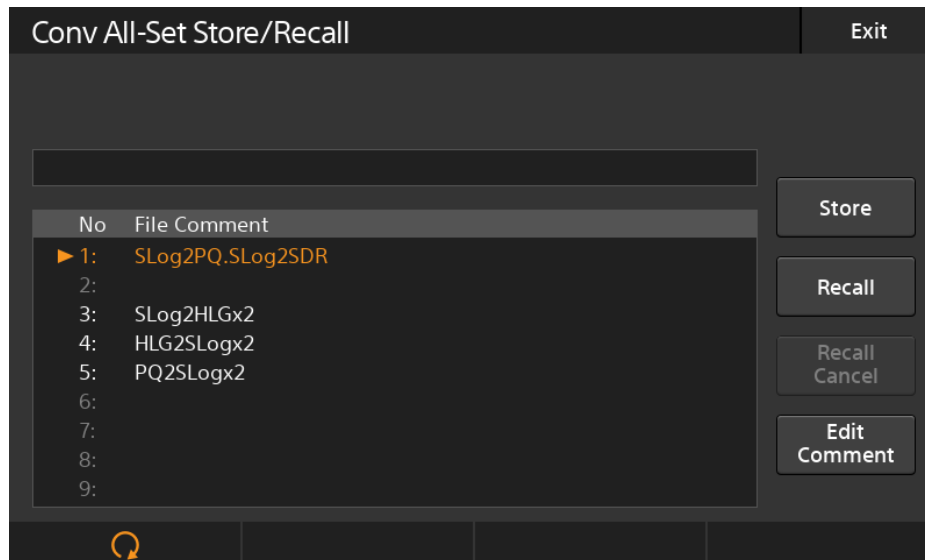 Conv All-Set Store/Recall
Exit
No File Comment
1: SLog2PQ.SLog2SDR
2:
3: SLog2HLGx2
4: HLG2SLogx2
5: PQ2SLogx2
6:
7:
8:
9:
Store
Recall
Recall
Cancel
Edit
Comment